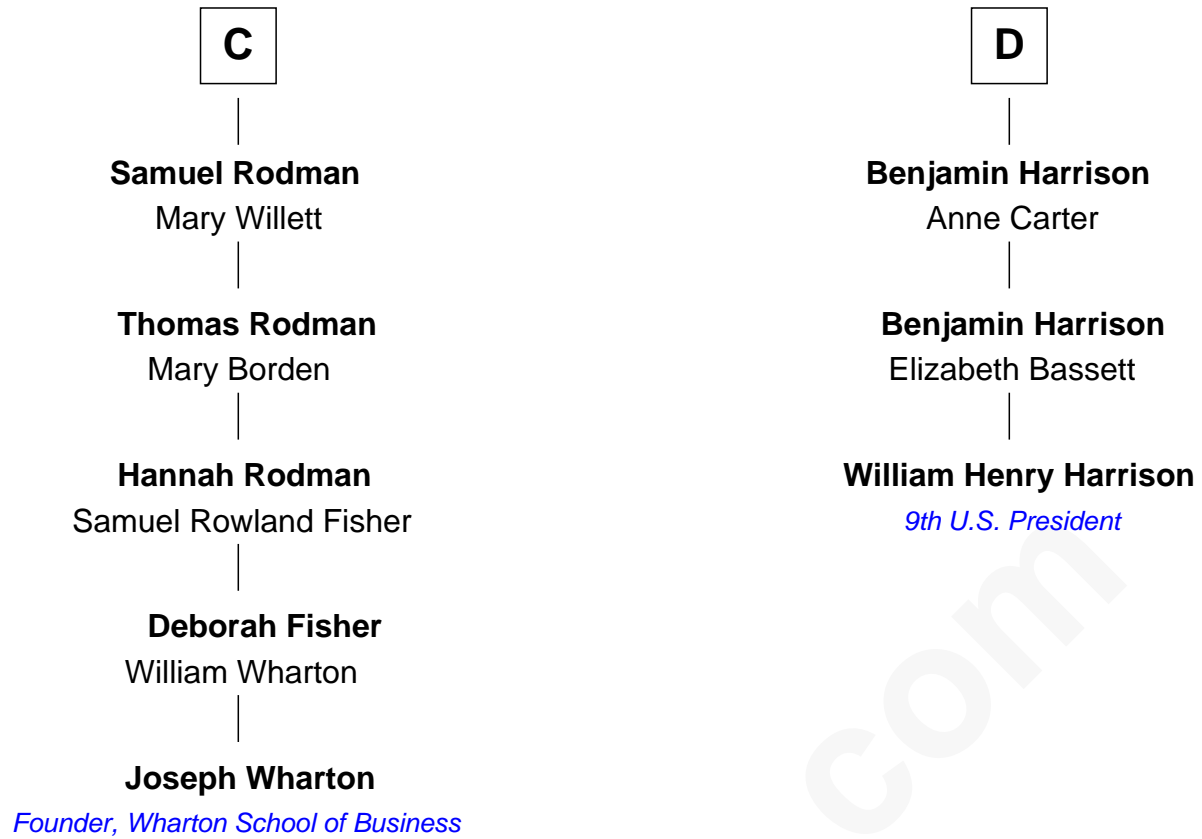 C
Samuel Rodman
Mary Willett
Thomas Rodman
Mary Borden
Hannah Rodman
Samuel Rowland Fisher
Deborah Fisher
William Wharton
Joseph Wharton
Founder, Wharton School of Business
D
Benjamin Harrison
Anne Carter
Benjamin Harrison
Elizabeth Bassett
William Henry Harrison
9th U.S. President
com